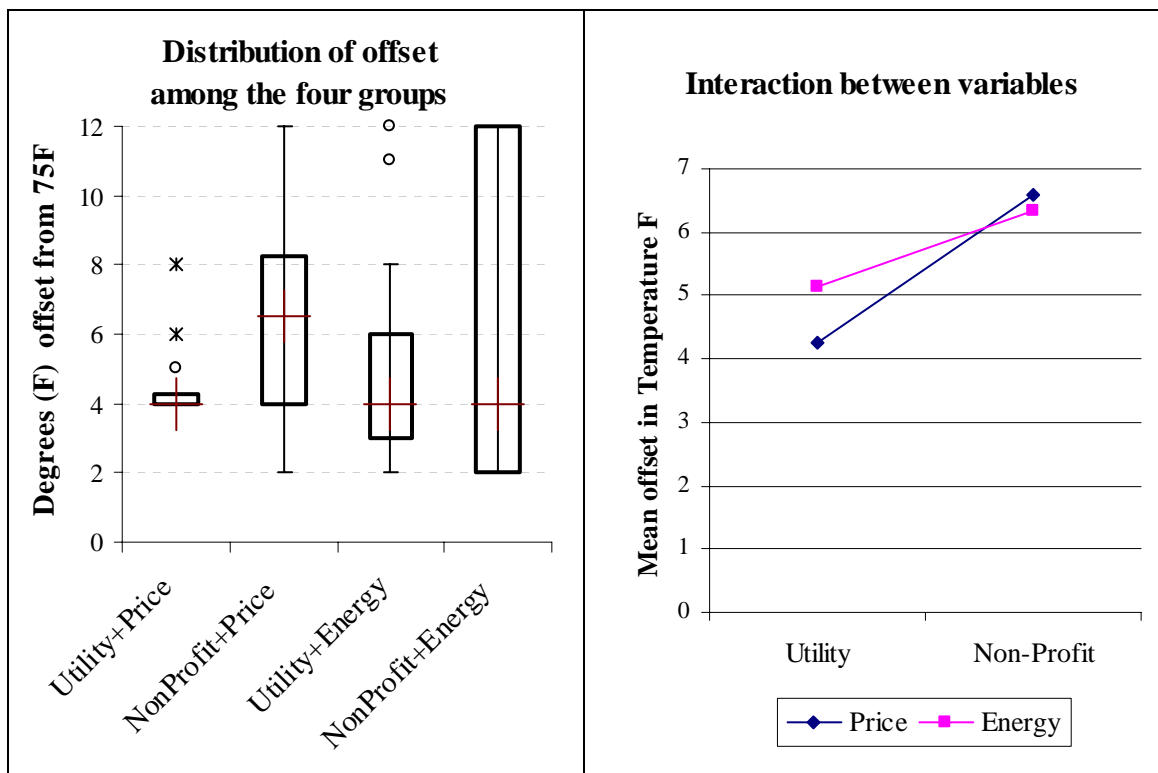 Distribution of offset
among the four groups
Degrees (F) offset from 75F
12
10
8
6
4
2
0
Utility+Price
NonProfit+Price
Utility+Energy
NonProfit+Energy
Interaction between variables
Mean offset in Temperature F
7
6
5
4
3
2
1
0
Utility
Non-Profit
Price
Energy